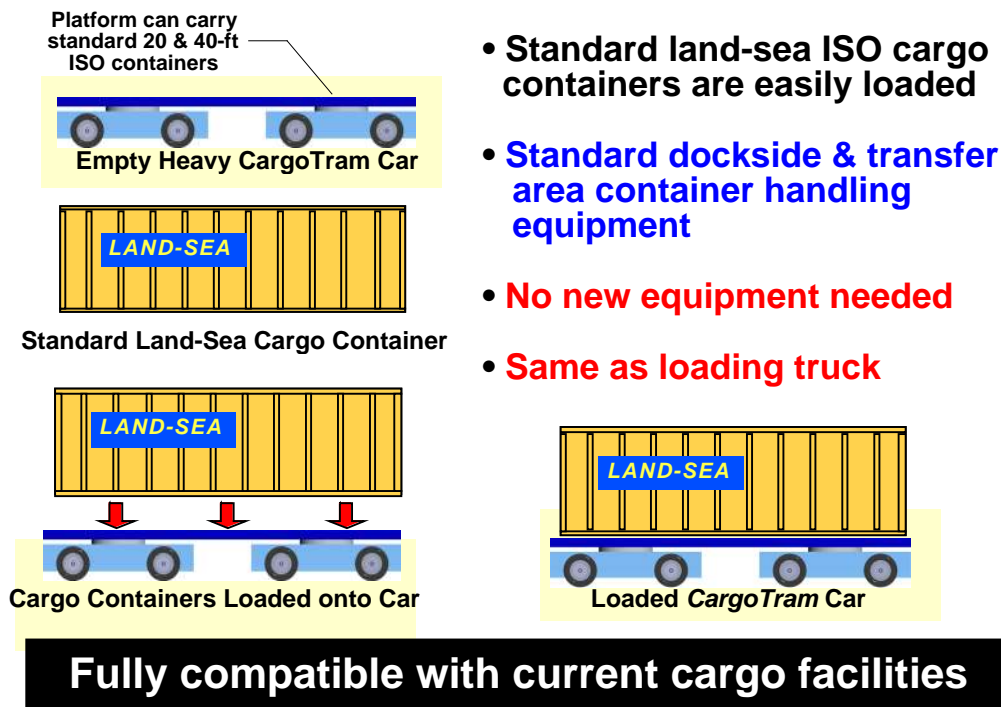 Platform can carry
standard 20 & 40-ft
ISO containers
Empty Heavy CargoTram Car
LAND-SEA
Standard Land-Sea Cargo Container
LAND-SEA
Cargo Containers Loaded onto Car
• Standard land-sea ISO cargo
containers are easily loaded
• Standard dockside & transfer
area container handling
equipment
• No new equipment needed
• Same as loading truck
LAND-SEA
Loaded CargoTram Car
Fully compatible with current cargo facilities